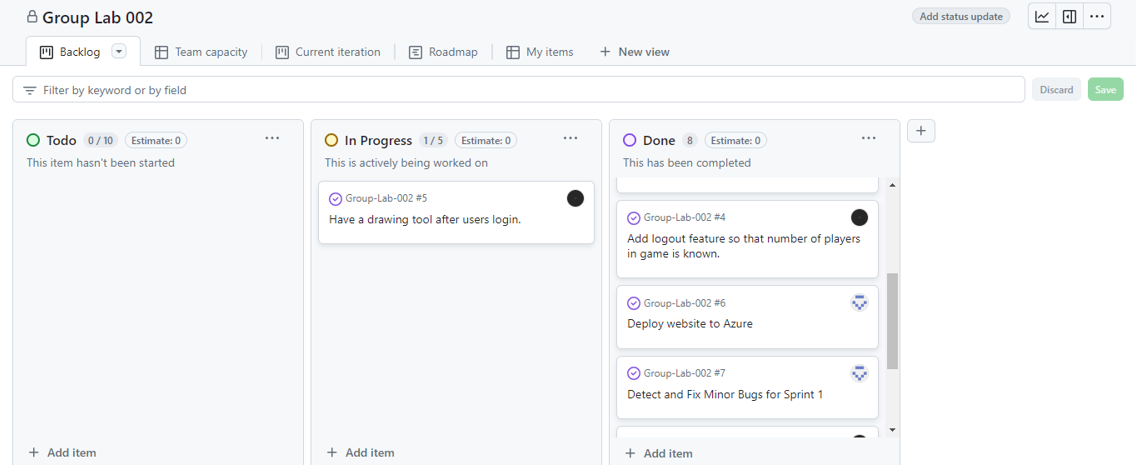 Group Lab 002
Add status update
Backlog
Team capacity
Current iteration
Roadmap
My items
New view
Filter by keyword or by field
Discard
Save
Todo 0 / 10 Estimate: 0
This item hasn't been started
Add item
In Progress 1 / 5 Estimate: 0
This is actively being worked on
Group-Lab-002 #5
Have a drawing tool after users login.
Add item
Done 8 Estimate: 0
This has been completed
Group-Lab-002 #4
Add logout feature so that number of players
in game is known.
Group-Lab-002 #6
Deploy website to Azure
Group-Lab-002 #7
Detect and Fix Minor Bugs for Sprint 1
Add item